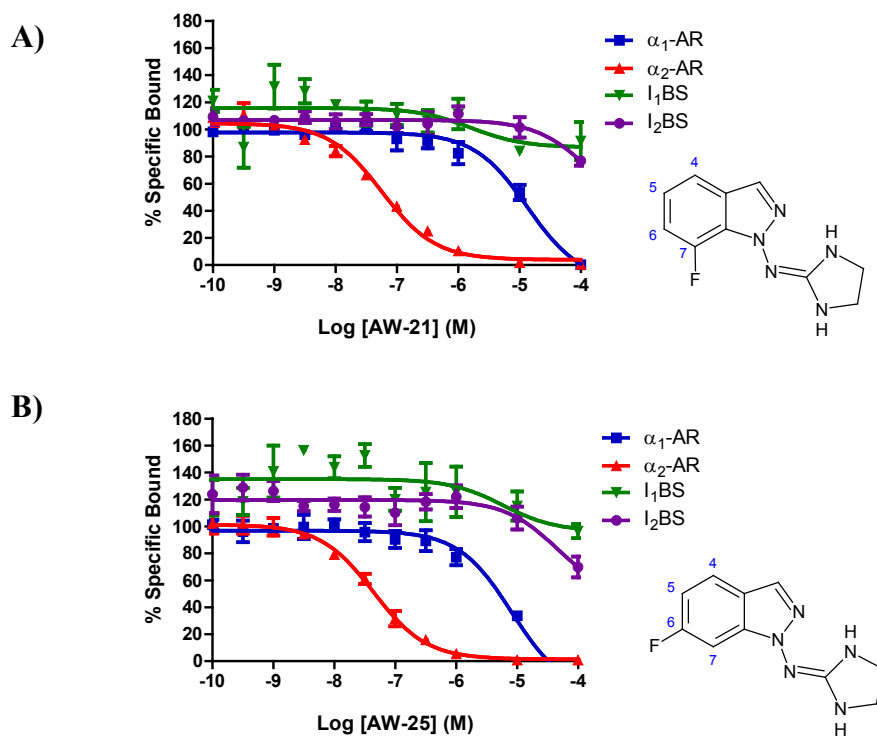 A)
180
160
140
120
100
80
60
40
20
0
% Specific Bound
-10 -9 -8 -7 -6 -5 -4
Log [AW-21] (M)
α1-AR
α2-AR
I1BS
I2BS
4
5
6
7
F
N
N
N
H
N
N
H
B)
180
160
140
120
100
80
60
40
20
0
% Specific Bound
-10 -9 -8 -7 -6 -5 -4
Log [AW-25] (M)
α1-AR
α2-AR
I1BS
I2BS
4
5
6
7
F
N
N
N
H
N
N
H